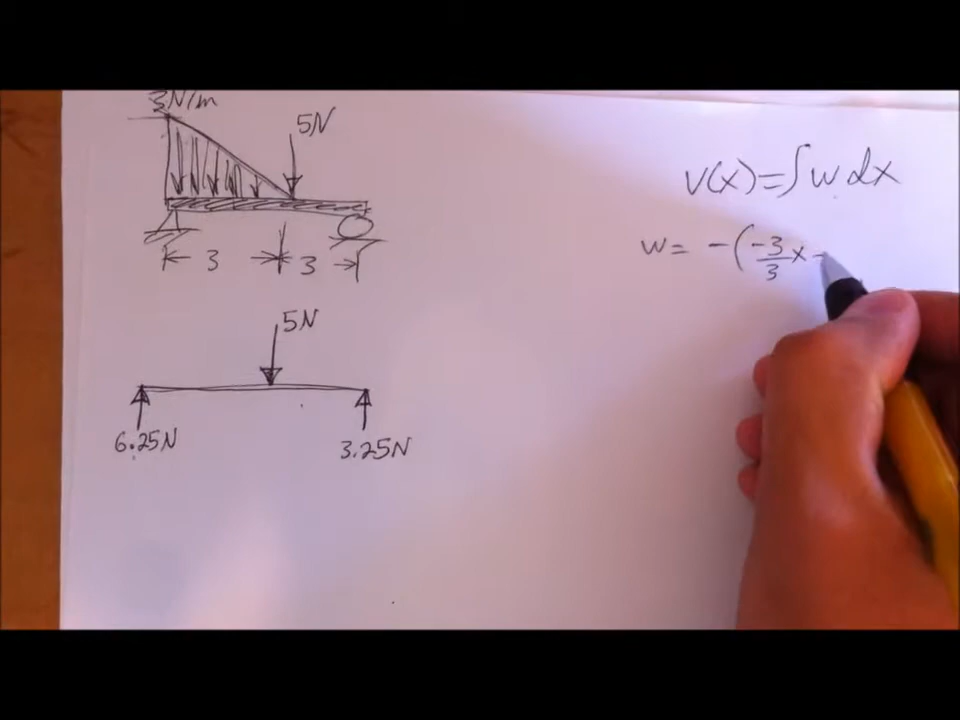 3N/m
5N
3 3
5N
6.25N 3.25N
V(x)=∫w dx
w= -(-3/3 x